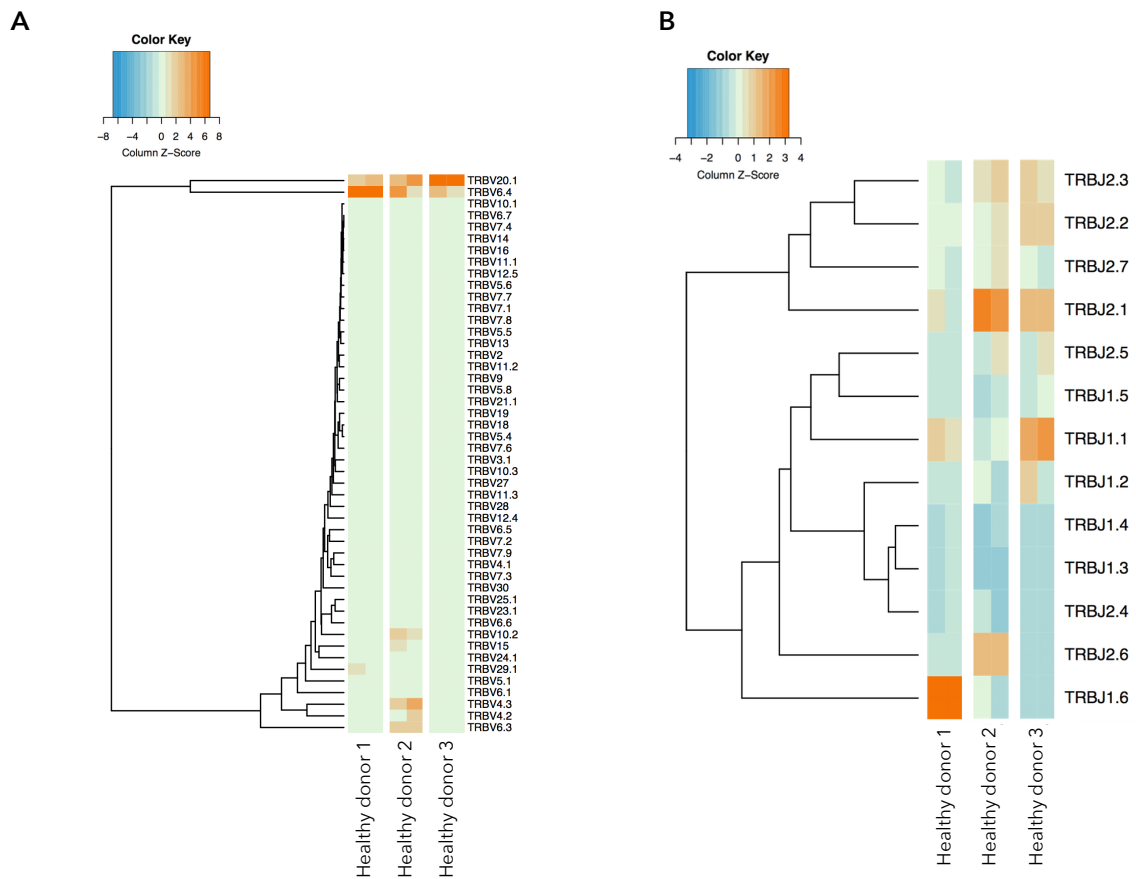 A
Color Key
−8 −6 −4 −2 0 2 4 6 8
Column Z−Score
TRBV20.1
TRBV6.4
TRBV10.1
TRBV6.7
TRBV7.4
TRBV14
TRBV16
TRBV11.1
TRBV12.5
TRBV5.6
TRBV7.7
TRBV7.1
TRBV7.8
TRBV5.5
TRBV13
TRBV2
TRBV11.2
TRBV9
TRBV5.8
TRBV21.1
TRBV19
TRBV18
TRBV5.4
TRBV7.6
TRBV3.1
TRBV10.3
TRBV27
TRBV11.3
TRBV28
TRBV12.4
TRBV6.5
TRBV7.2
TRBV7.9
TRBV4.1
TRBV7.3
TRBV30
TRBV25.1
TRBV23.1
TRBV6.6
TRBV10.2
TRBV15
TRBV24.1
TRBV29.1
TRBV5.1
TRBV6.1
TRBV4.3
TRBV4.2
TRBV6.3
Healthy donor 1
Healthy donor 2
Healthy donor 3
B
Color Key
−4 −2 0 1 2 3 4
Column Z−Score
TRBJ2.3
TRBJ2.2
TRBJ2.7
TRBJ2.1
TRBJ2.5
TRBJ1.5
TRBJ1.1
TRBJ1.2
TRBJ1.4
TRBJ1.3
TRBJ2.4
TRBJ2.6
TRBJ1.6
Healthy donor 1
Healthy donor 2
Healthy donor 3